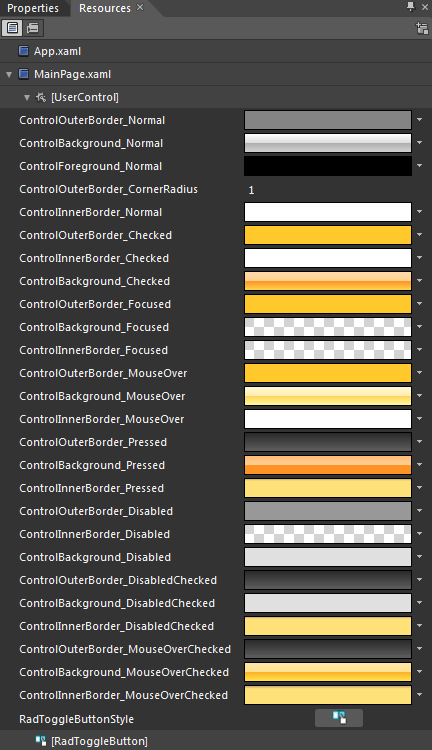 Properties Resources
App.xaml
MainPage.xaml
[UserControl]
ControlOuterBorder_Normal
ControlBackground_Normal
ControlForeground_Normal
ControlOuterBorder_CornerRadius 1
ControlInnerBorder_Normal
ControlOuterBorder_Checked
ControlInnerBorder_Checked
ControlBackground_Checked
ControlOuterBorder_Focused
ControlBackground_Focused
ControlInnerBorder_Focused
ControlOuterBorder_MouseOver
ControlBackground_MouseOver
ControlInnerBorder_MouseOver
ControlOuterBorder_Pressed
ControlBackground_Pressed
ControlInnerBorder_Pressed
ControlOuterBorder_Disabled
ControlInnerBorder_Disabled
ControlBackground_Disabled
ControlOuterBorder_DisabledChecked
ControlBackground_DisabledChecked
ControlInnerBorder_DisabledChecked
ControlOuterBorder_MouseOverChecked
ControlBackground_MouseOverChecked
ControlInnerBorder_MouseOverChecked
RadToggleButtonStyle
[RadToggleButton]